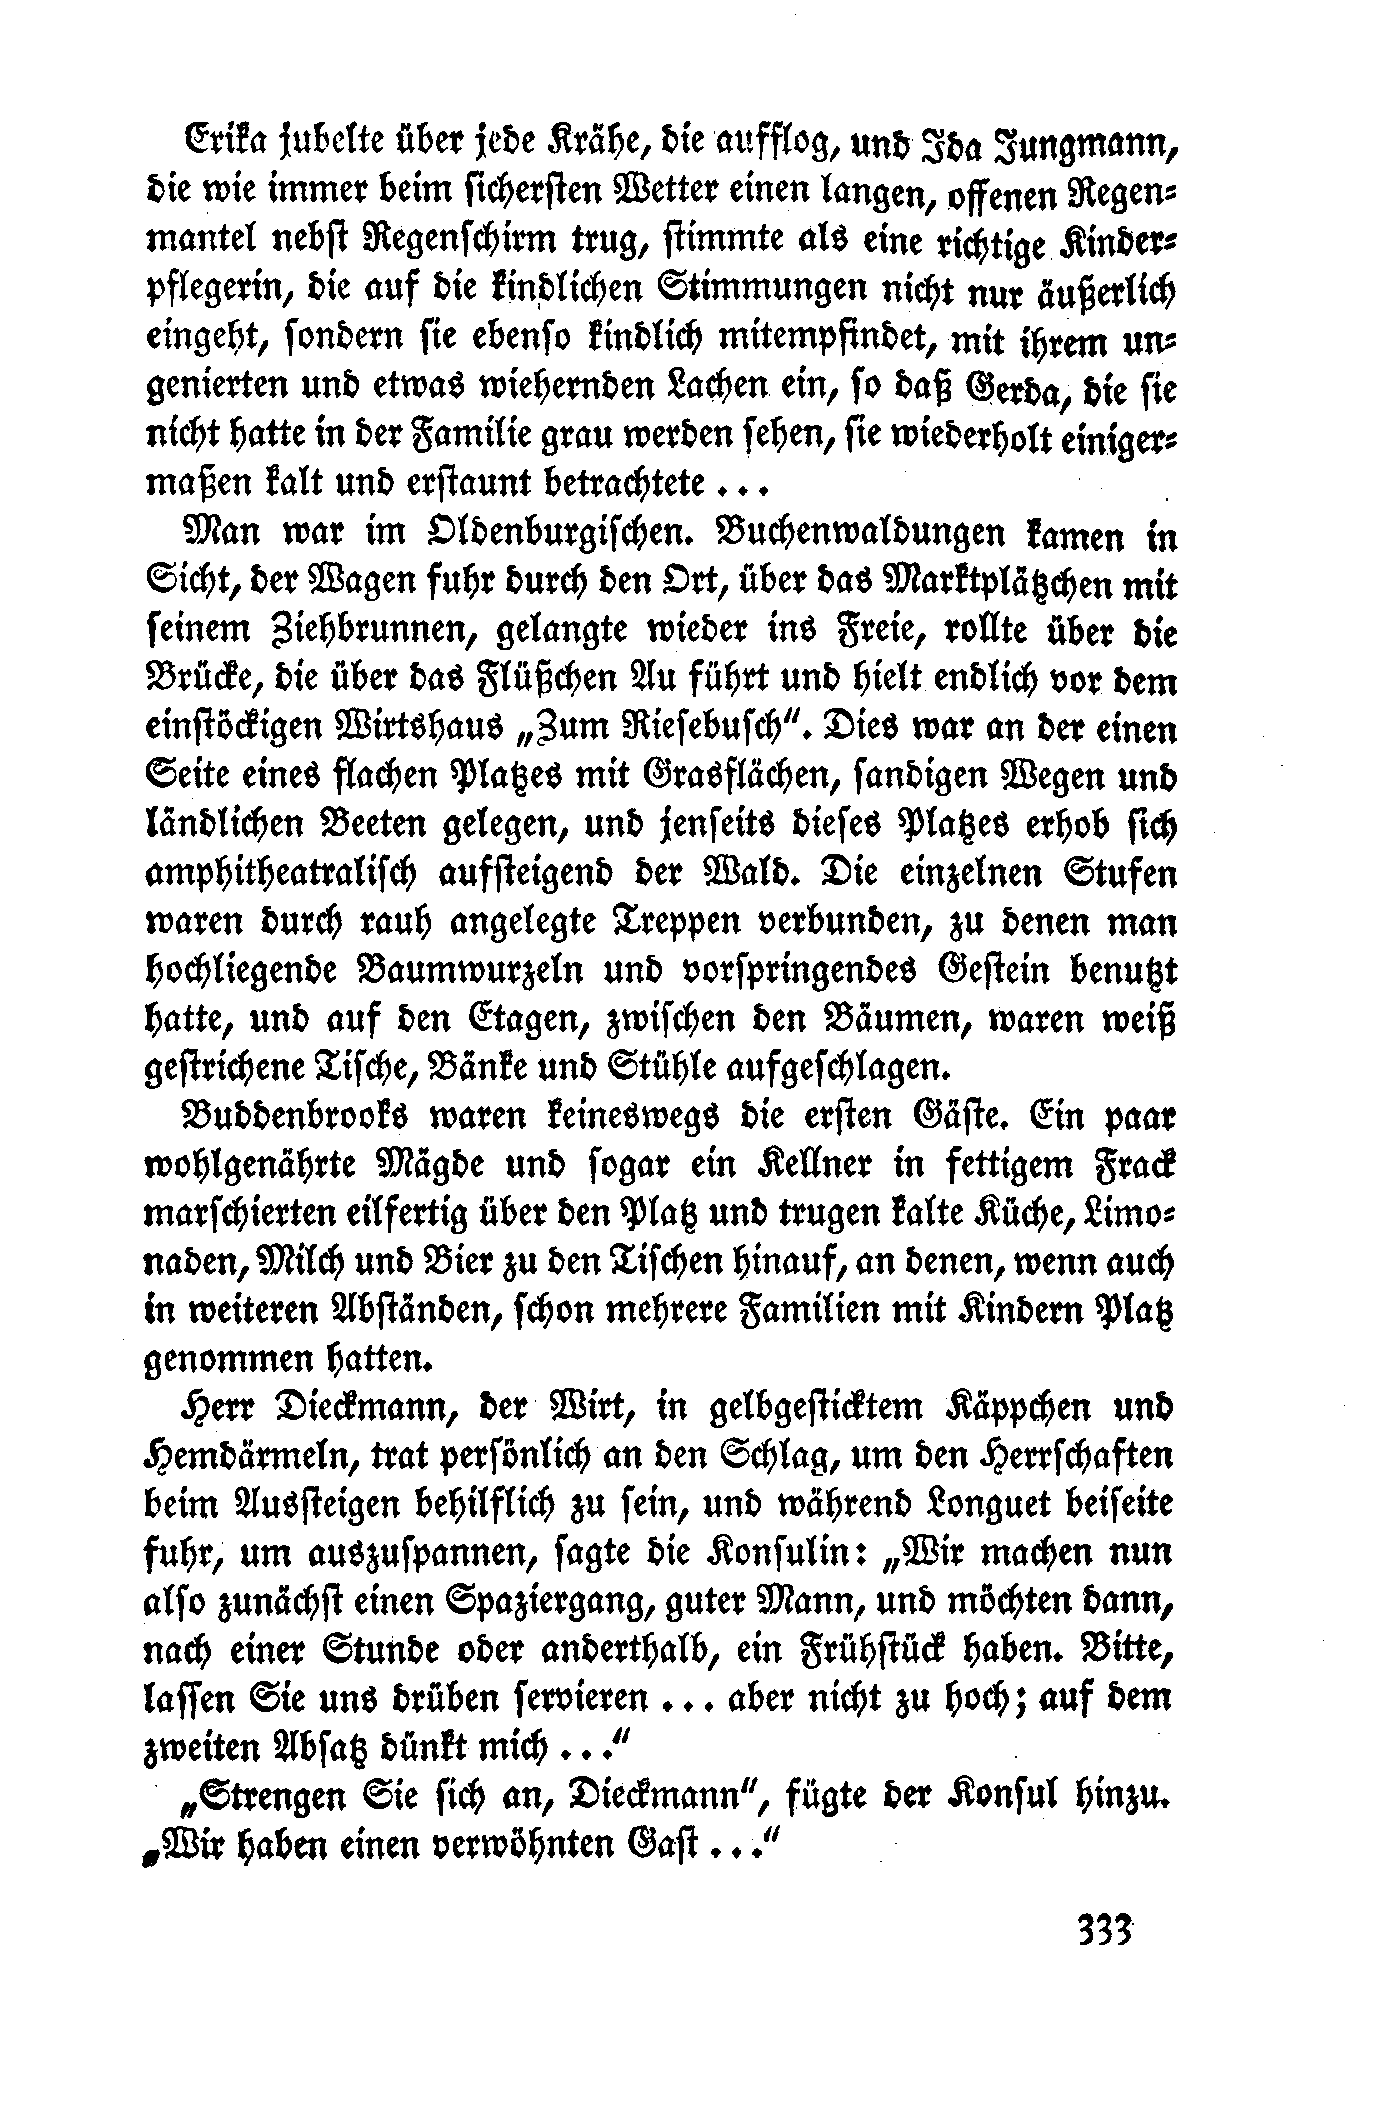 Erika jubelte über jede Krähe, die aufflog, und Ida Jungmann,
die wie immer beim sichersten Wetter einen langen, offenen Regen-
mantel nebst Regenschirm trug, stimmte als eine richtige Kinder-
pflegerin, die auf die kindlichen Stimmungen nicht nur äußerlich
eingeht, sondern sie ebenso kindlich mitempfindet, mit ihrem un-
genierten und etwas wiehernden Lachen ein, so daß Gerda, die sie
nicht hatte in der Familie grau werden sehen, sie wiederholt einiger-
maßen kalt und erstaunt betrachtete ...
Man war im Oldenburgischen. Buchenwaldungen kamen in
Sicht, der Wagen fuhr durch den Ort, über das Marktplätzchen mit
seinem Ziehbrunnen, gelangte wieder ins Freie, rollte über die
Brücke, die über das Flüßchen Au führt und hielt endlich vor dem
einstöckigen Wirtshaus „Zum Riesebusch“. Dies war an der einen
Seite eines flachen Platzes mit Grasflächen, sandigen Wegen und
ländlichen Beeten gelegen, und jenseits dieses Platzes erhob sich
amphitheatralisch aufsteigend der Wald. Die einzelnen Stufen
waren durch rauh angelegte Treppen verbunden, zu denen man
hochliegende Baumwurzeln und vorspringendes Gestein benutzt
hatte, und auf den Etagen, zwischen den Bäumen, waren weiß
gestrichene Tische, Bänke und Stühle aufgeschlagen.
Buddenbrooks waren keineswegs die ersten Gäste. Ein paar
wohlgenährte Mägde und sogar ein Kellner in fettigem Frack
marschierten eilfertig über den Platz und trugen kalte Küche, Limo-
naden, Milch und Bier zu den Tischen hinauf, an denen, wenn auch
in weiteren Abständen, schon mehrere Familien mit Kindern Platz
genommen hatten.
Herr Dieckmann, der Wirt, in gelbgesticktem Käppchen und
Hemdärmeln, trat persönlich an den Schlag, um den Herrschaften
beim Aussteigen behilflich zu sein, und während Longuet beiseite
fuhr, um auszuspannen, sagte die Konsulin: „Wir machen nun
also zunächst einen Spaziergang, guter Mann, und möchten dann,
nach einer Stunde oder anderthalb, ein Frühstück haben. Bitte,
lassen Sie uns drüben servieren ... aber nicht zu hoch; auf dem
zweiten Absatz dünkt mich ...“
„Strengen Sie sich an, Dieckmann“, fügte der Konsul hinzu.
„Wir haben einen verwöhnten Gast ...“
333